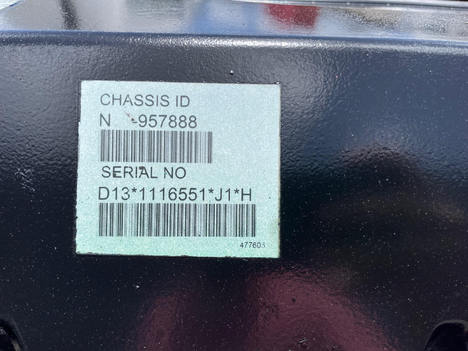 CHASSIS ID
N -957888
SERIAL NO
D13*1116551*J1*H
477603